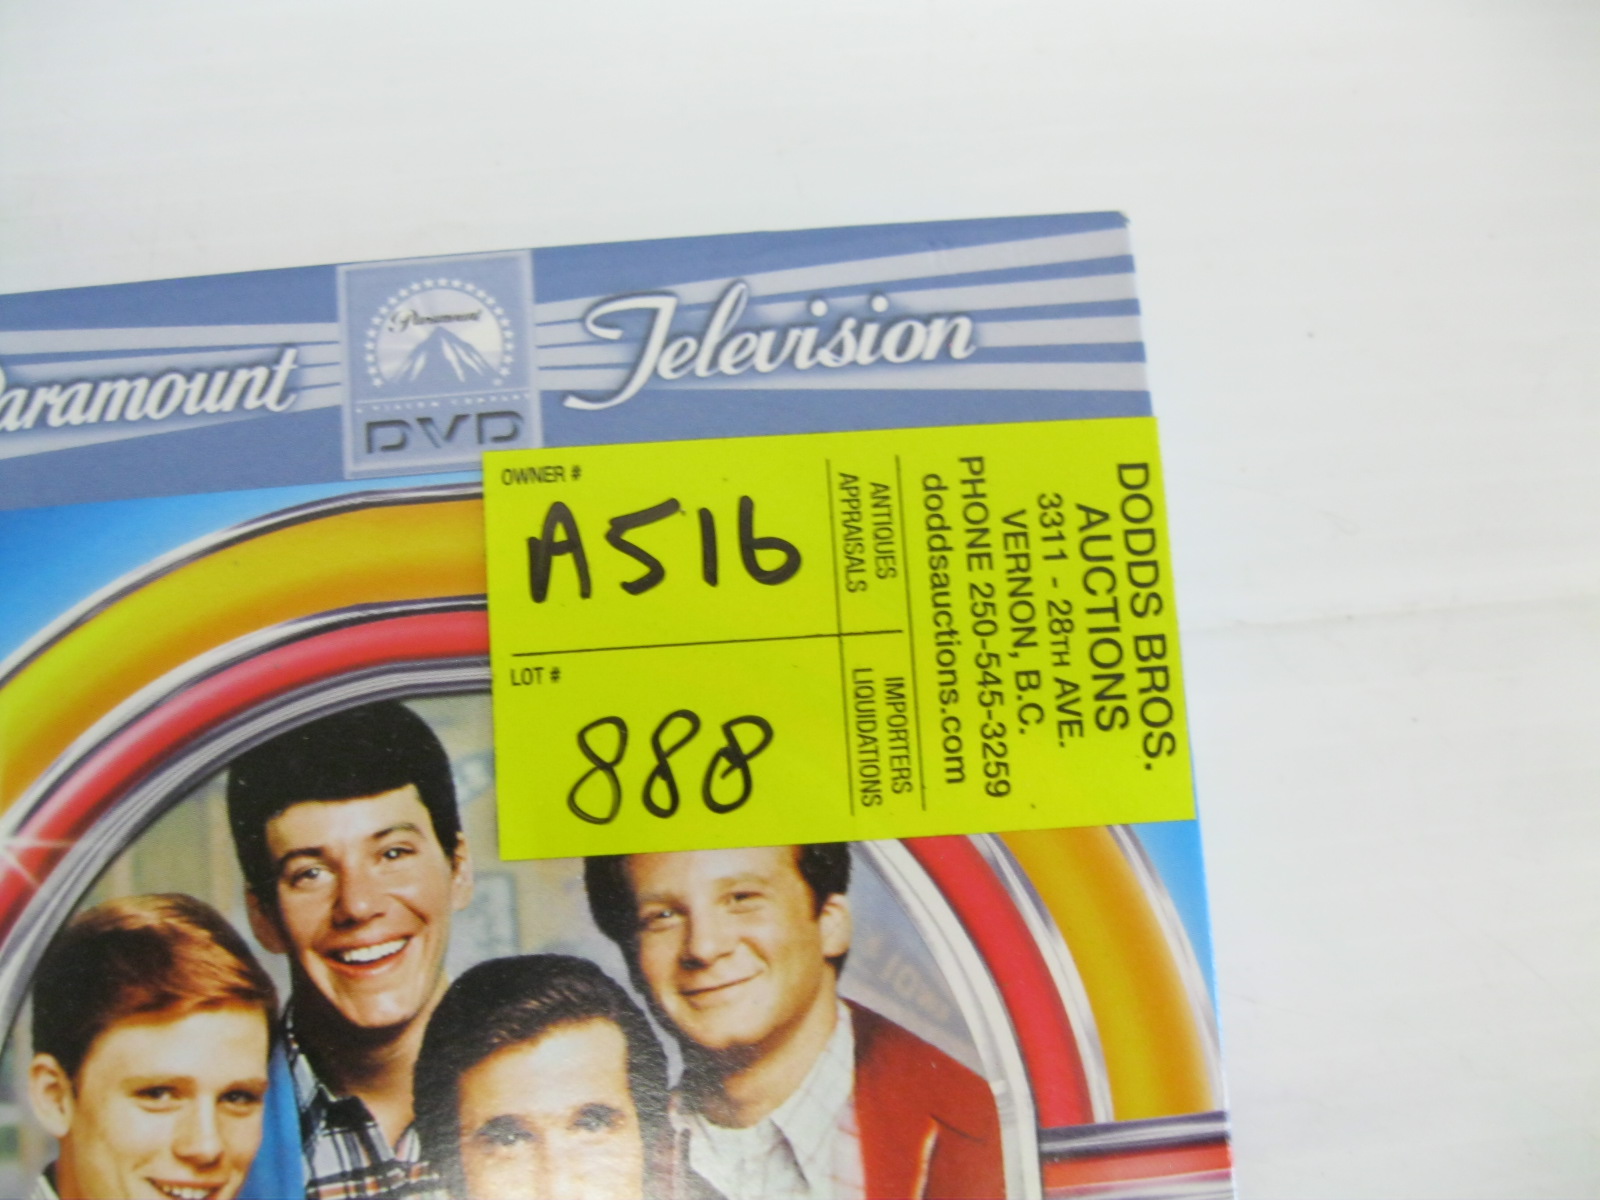 Paramount
Paramount
DVD
Television
OWNER #
A516
LOT #
888
ANTIQUES
APPRAISALS
IMPORTERS
LIQUIDATIONS
DODDS BROS.
AUCTIONS
3311 - 28TH AVE.
VERNON, B.C.
PHONE 250-545-3259
doddsauctions.com